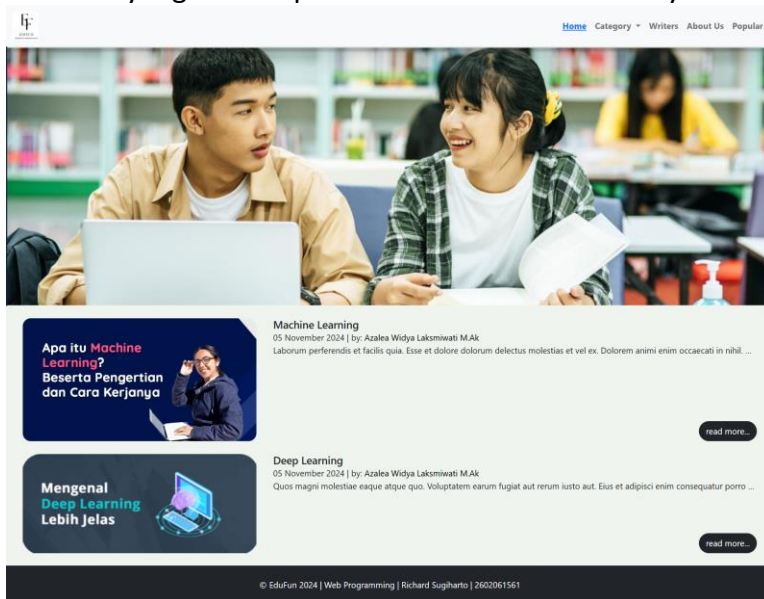 Home Category Writers About Us Popular
Apa itu Machine
Learning?
Beserta Pengertian
dan Cara Kerjanya
Machine Learning
05 November 2024 | by: Azalea Widya Laksmiwati M.Ak
Laborum perferendis et facilis quia. Esse et dolore dolorum delectus molestias et vel ex. Dolorem animi enim occaecati in nihil. ...
read more...
Mengenal
Deep Learning
Lebih Jelas
Deep Learning
05 November 2024 | by: Azalea Widya Laksmiwati M.Ak
Quos magni molestiae eaque atque quo. Voluptatem earum fugiat aut rerum iusto aut. Eius et adipisci enim consequatur porro ...
read more...
© EduFun 2024 | Web Programming | Richard Sugiharto | 2602061561